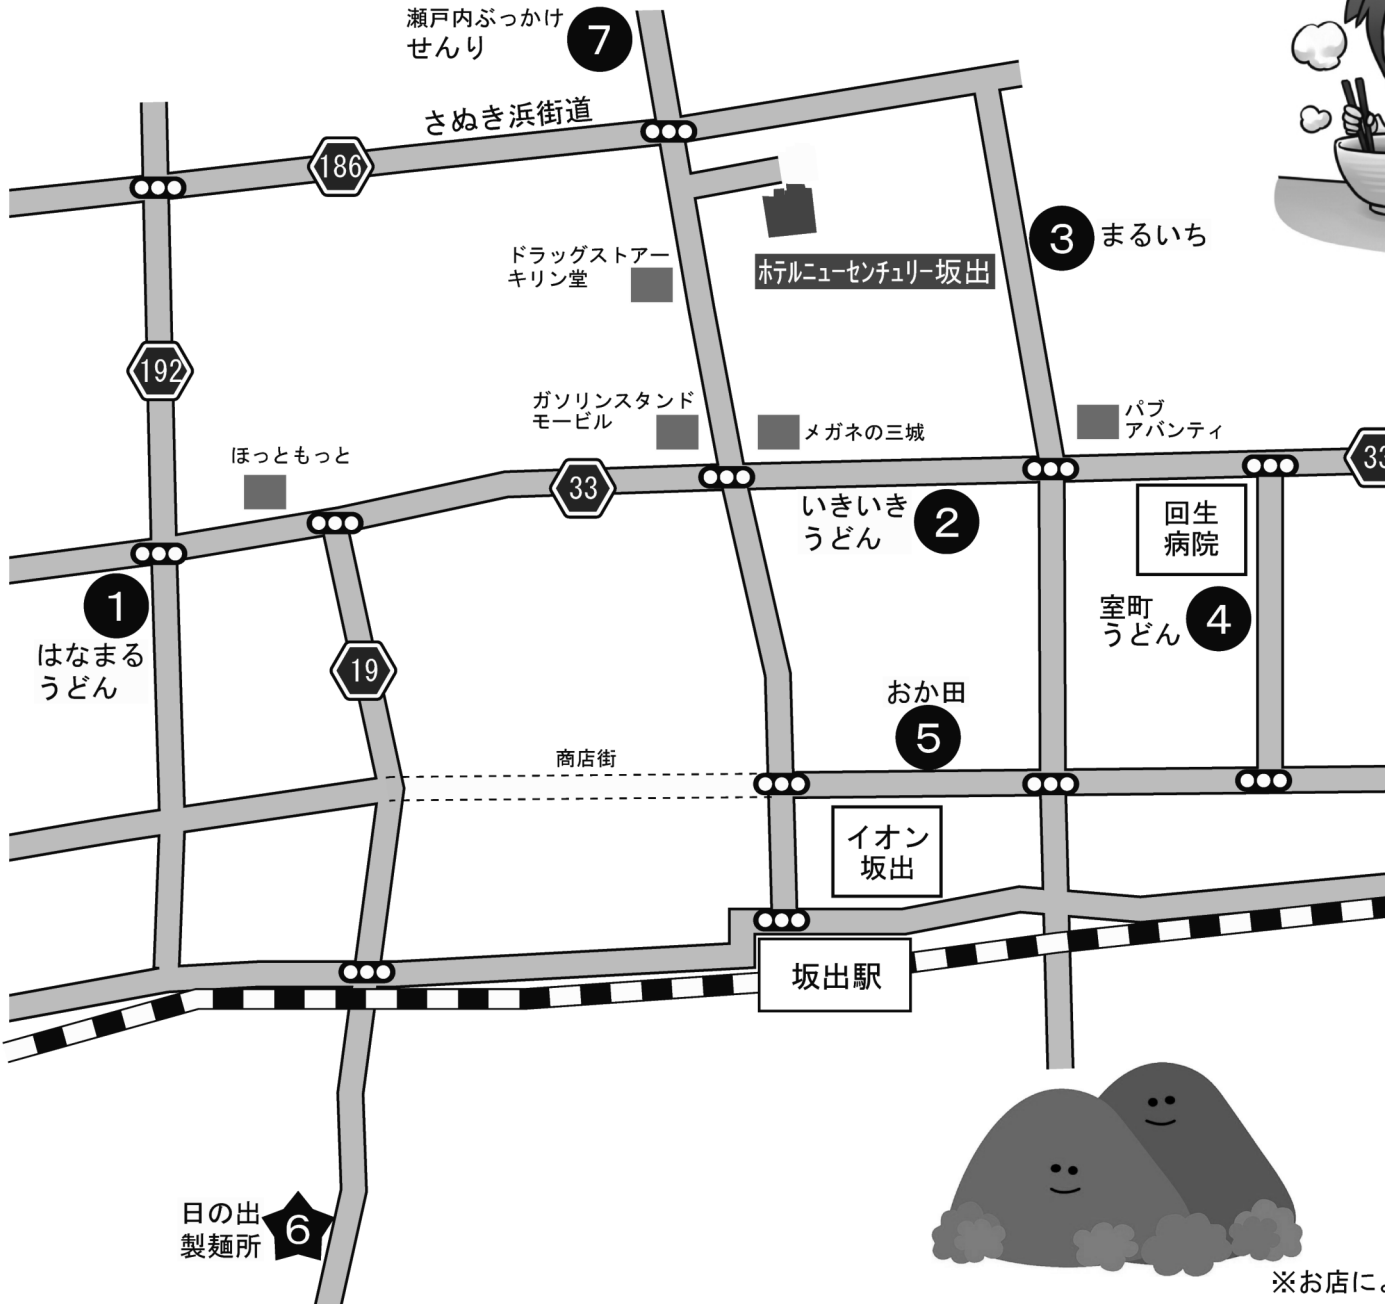 瀬戸内ぶっかけ
せんり
7
さぬき浜街道
186
3
まるいち
ドラッグストアー
キリン堂
ホテルニューセンチュリー坂出
192
ガソリンスタンド
モービル
メガネの三城
パブ
アバンティ
ほっともっと
33
33
いきいき
うどん
2
回生
病院
1
はなまる
うどん
室町
うどん
4
19
おか田
5
商店街
イオン
坂出
坂出駅
日の出
製麺所
6
※お店によ